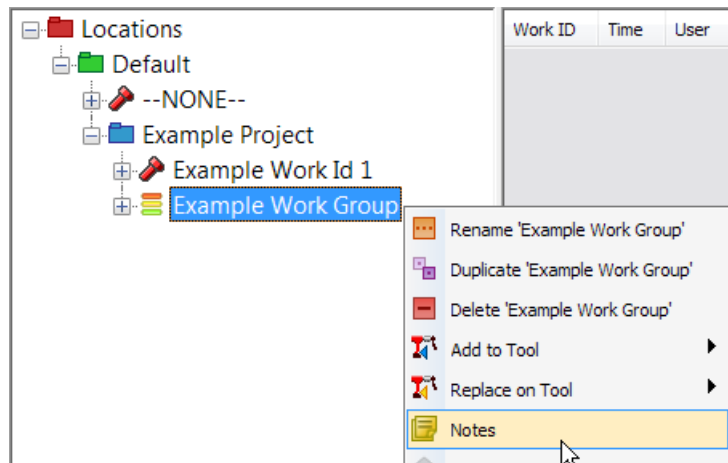 Locations
Default
--NONE--
Example Project
Example Work Id 1
Example Work Group
Work ID Time User
Rename 'Example Work Group'
Duplicate 'Example Work Group'
Delete 'Example Work Group'
Add to Tool
Replace on Tool
Notes